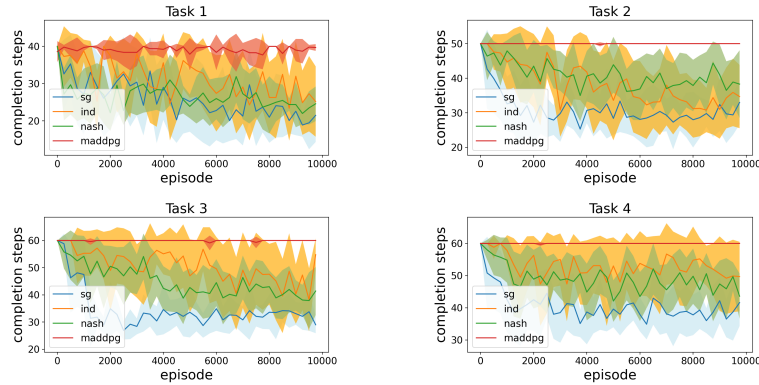 Task 1
completion steps
40
30
20
sg
ind
nash
maddpg
0 2000 4000 6000 8000 10000
episode
Task 2
completion steps
50
40
30
20
sg
ind
nash
maddpg
0 2000 4000 6000 8000 10000
episode
Task 3
completion steps
60
50
40
30
20
sg
ind
nash
maddpg
0 2000 4000 6000 8000 10000
episode
Task 4
completion steps
60
50
40
30
sg
ind
nash
maddpg
0 2000 4000 6000 8000 10000
episode